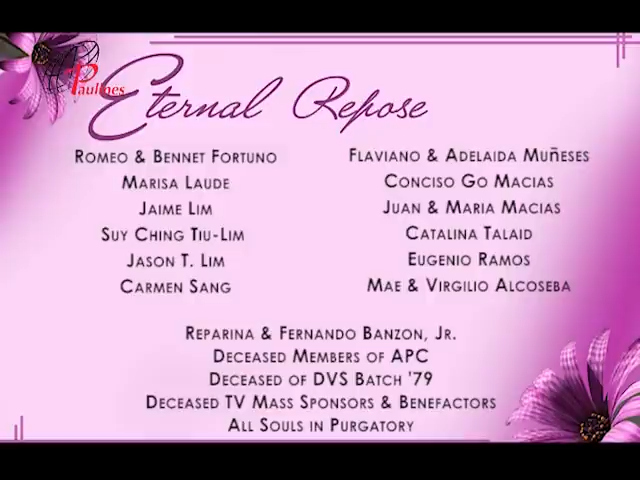 Paulines
Eternal Repose
Romeo & Bennet Fortuno
Marisa Laude
Jaime Lim
Suy Ching Tiu-Lim
Jason T. Lim
Carmen Sang
Flaviano & Adelaida Muñeses
Conciso Go Macias
Juan & Maria Macias
Catalina Talaid
Eugenio Ramos
Mae & Virgilio Alcoseba
Reparina & Fernando Banzon, Jr.
Deceased Members of APC
Deceased of DVS Batch '79
Deceased TV Mass Sponsors & Benefactors
All Souls in Purgatory